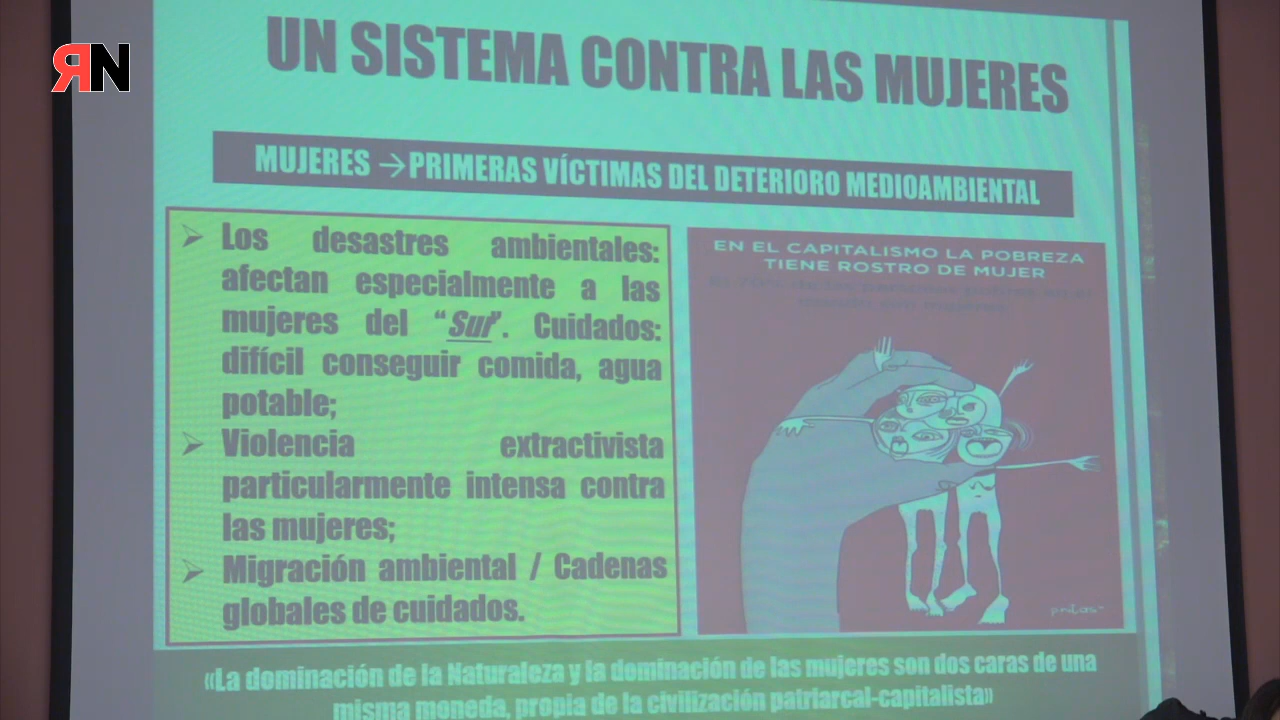 ЯN
UN SISTEMA CONTRA LAS MUJERES
MUJERES →PRIMERAS VÍCTIMAS DEL DETERIORO MEDIOAMBIENTAL
➢ Los desastres ambientales:
afectan especialmente a las
mujeres del “Sur”. Cuidados:
difícil conseguir comida, agua
potable;
➢ Violencia extractivista
particularmente intensa contra
las mujeres;
➢ Migración ambiental / Cadenas
globales de cuidados.
EN EL CAPITALISMO LA POBREZA
TIENE ROSTRO DE MUJER
«La dominación de la Naturaleza y la dominación de las mujeres son dos caras de una
misma moneda, propia de la civilización patriarcal-capitalista»